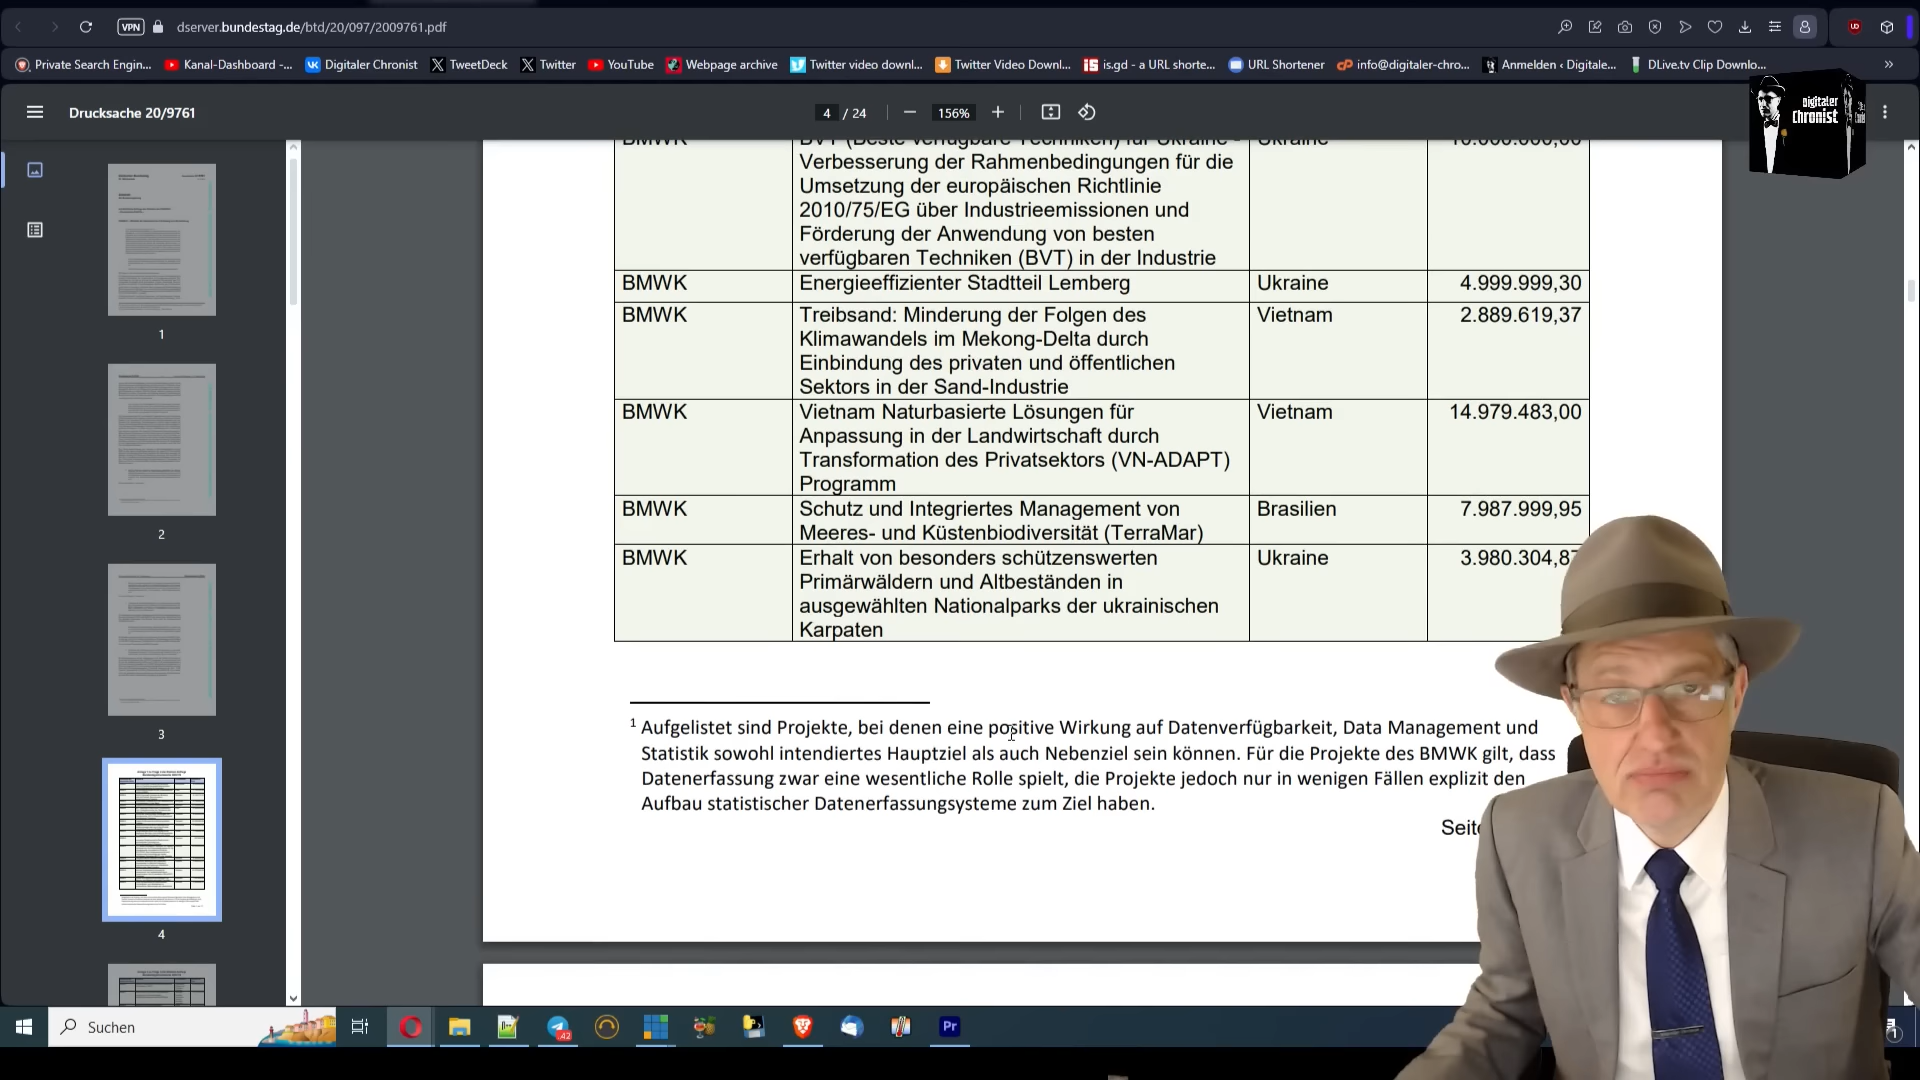 VPN
dserver.bundestag.de/btd/20/097/2009761.pdf
Private Search Engin...
Kanal-Dashboard -...
Digitaler Chronist
TweetDeck
Twitter
YouTube
Webpage archive
Twitter video downl...
Twitter Video Downl...
is.gd - a URL shorte...
URL Shortener
info@digitaler-chro...
Anmelden ‹ Digitale...
DLive.tv Clip Downlo...
»
Drucksache 20/9761
4 / 24
156%
Digitaler
Chronist
Verbesserung der Rahmenbedingungen für die
Umsetzung der europäischen Richtlinie
2010/75/EG über Industrieemissionen und
Förderung der Anwendung von besten
verfügbaren Techniken (BVT) in der Industrie
BMWK Energieeffizienter Stadtteil Lemberg Ukraine 4.999.999,30
BMWK Treibsand: Minderung der Folgen des Vietnam 2.889.619,37
Klimawandels im Mekong-Delta durch
Einbindung des privaten und öffentlichen
Sektors in der Sand-Industrie
BMWK Vietnam Naturbasierte Lösungen für Vietnam 14.979.483,00
Anpassung in der Landwirtschaft durch
Transformation des Privatsektors (VN-ADAPT)
Programm
BMWK Schutz und Integriertes Management von Brasilien 7.987.999,95
Meeres- und Küstenbiodiversität (TerraMar)
BMWK Erhalt von besonders schützenswerten Ukraine 3.980.304,8
Primärwäldern und Altbeständen in
ausgewählten Nationalparks der ukrainischen
Karpaten
1 Aufgelistet sind Projekte, bei denen eine positive Wirkung auf Datenverfügbarkeit, Data Management und
Statistik sowohl intendiertes Hauptziel als auch Nebenziel sein können. Für die Projekte des BMWK gilt, dass
Datenerfassung zwar eine wesentliche Rolle spielt, die Projekte jedoch nur in wenigen Fällen explizit den
Aufbau statistischer Datenerfassungsysteme zum Ziel haben.
Seite
1
2
3
4
Suchen
42
Pr
1